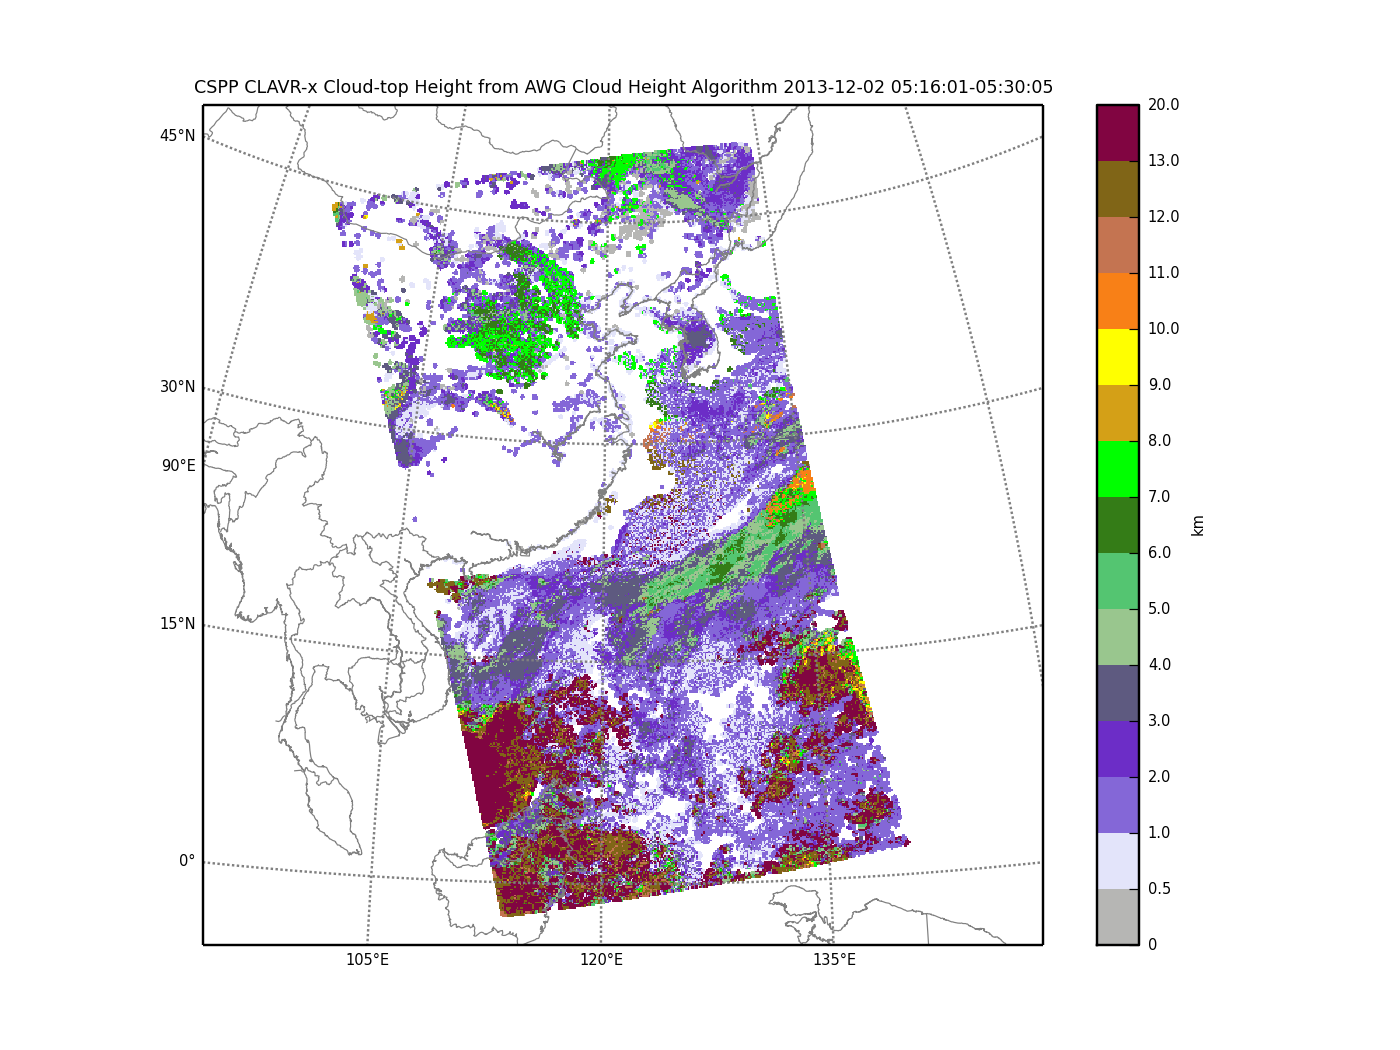 CSPP CLAVR-x Cloud-top Height from AWG Cloud Height Algorithm 2013-12-02 05:16:01-05:30:05
45°N
30°N
90°E
15°N
0°
105°E
120°E
135°E
20.0
13.0
12.0
11.0
10.0
9.0
8.0
7.0
6.0
5.0
4.0
3.0
2.0
1.0
0.5
0
km